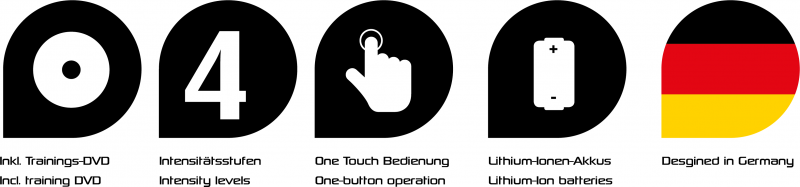 4
+
-
Inkl. Trainings-DVD
Incl. training DVD
Intensitätsstufen
Intensity levels
One Touch Bedienung
One-button operation
Lithium-Ionen-Akkus
Lithium-Ion batteries
Desgined in Germany